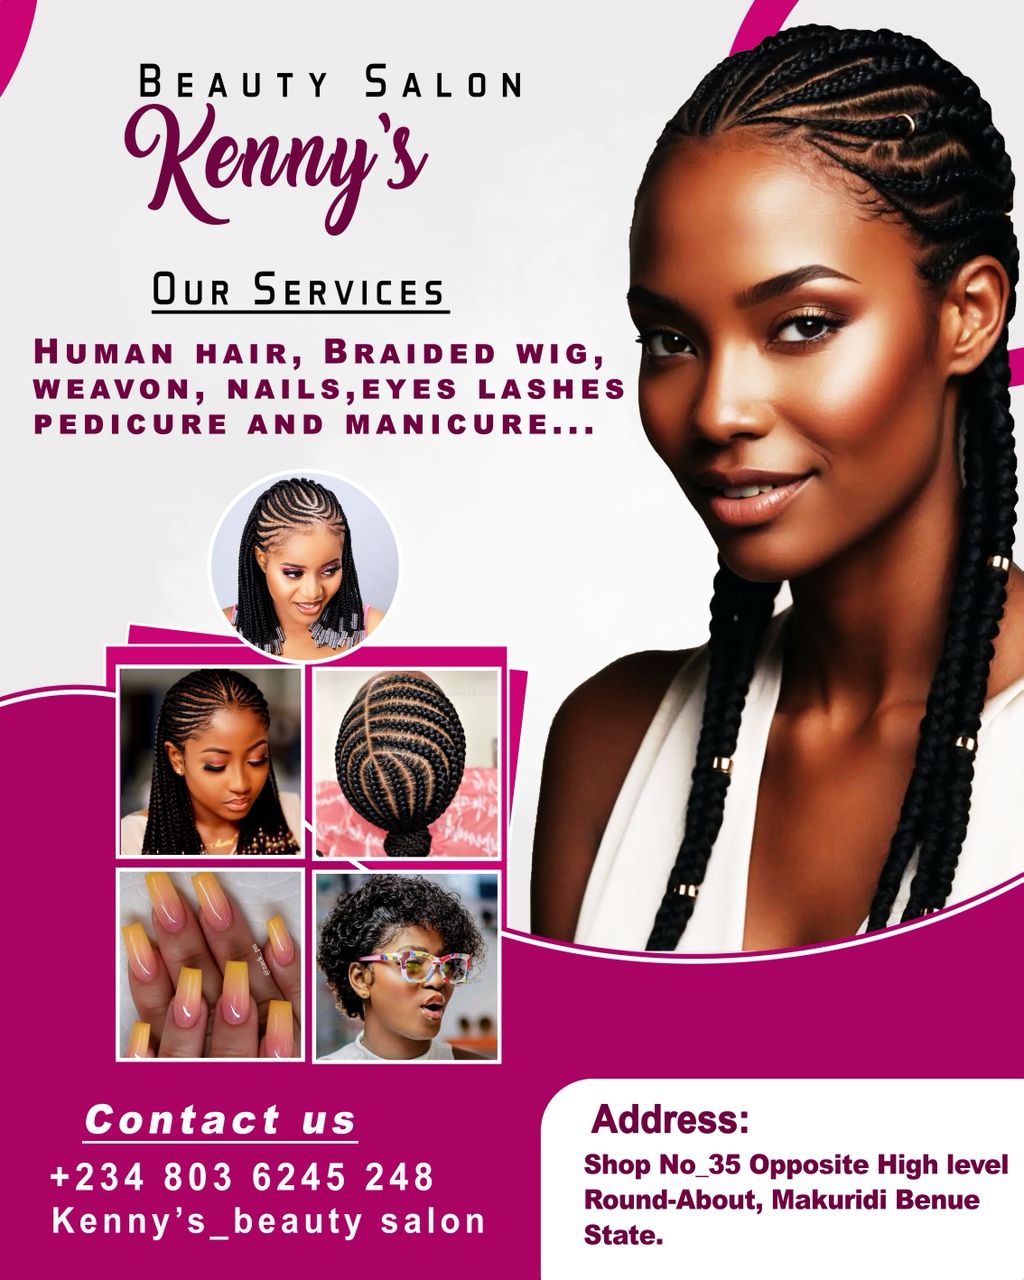 BEAUTY SALON
Kenny's
OUR SERVICES
HUMAN HAIR, BRAIDED WIG,
WEAVON, NAILS,EYES LASHES
PEDICURE AND MANICURE...
Contact us
+234 803 6245 248
Kenny's_beauty salon
Address:
Shop No_35 Opposite High level
Round-About, Makuridi Benue
State.